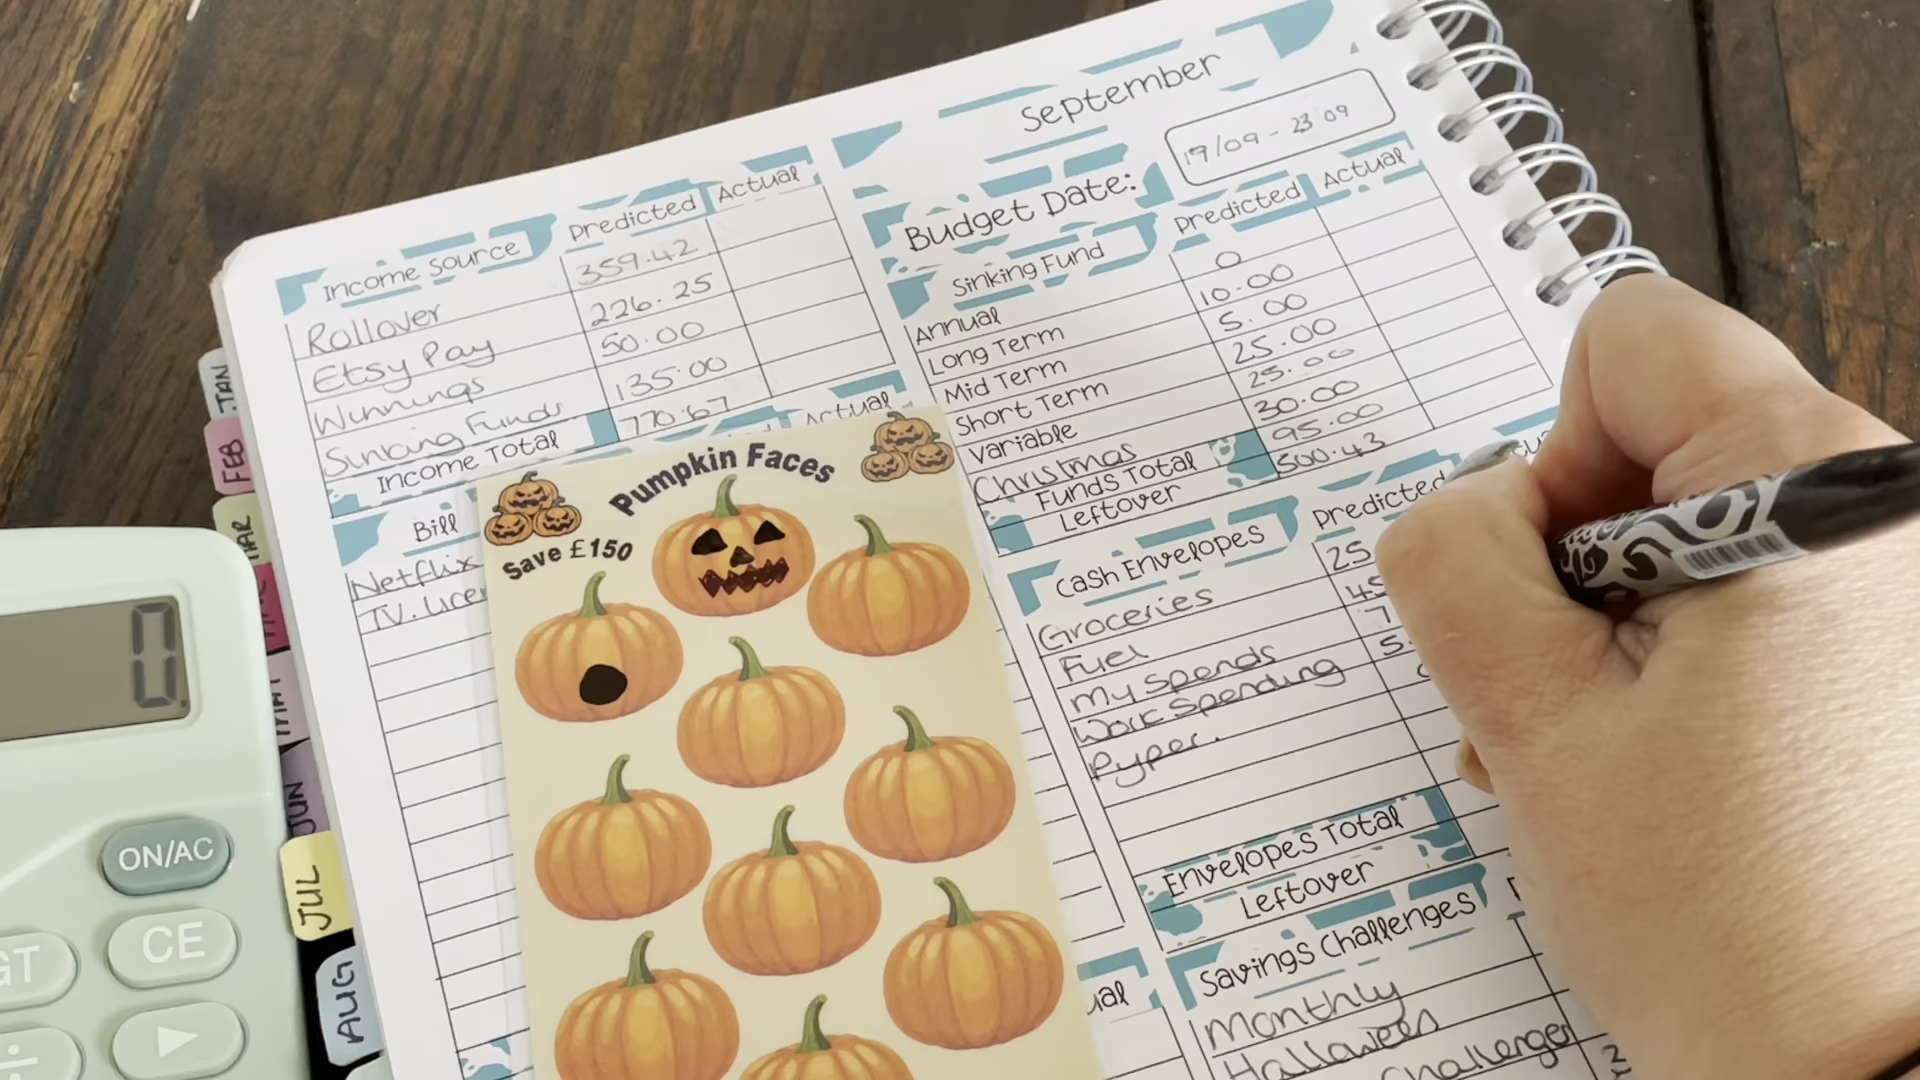 September
Budget Date:
19/09 - 23 09
Income Source Predicted Actual
Rollover 359.42
Etsy Pay 226.25
Winnings 50.00
Sinking Funds 135.00
Income Total 770.67
Actual
Bill
Netflix
TV.
Sinking Fund Predicted Actual
Annual 0
Long Term 10.00
Mid Term 5.00
Short Term 25.00
Variable 25.00
Christmas 30.00
Funds Total 95.00
Leftover 500.43
Cash Envelopes Predicted
Groceries 25
Fuel 45
My Spends 7
Work Spending 5.
Pyper.
Envelopes Total
Leftover
Savings Challenges
Monthly
Halloween
Challenges
Pumpkin Faces
Save £150
JAN
FEB
MAR
JUN
JUL
AUG
0
ON/AC
GT
CE
÷